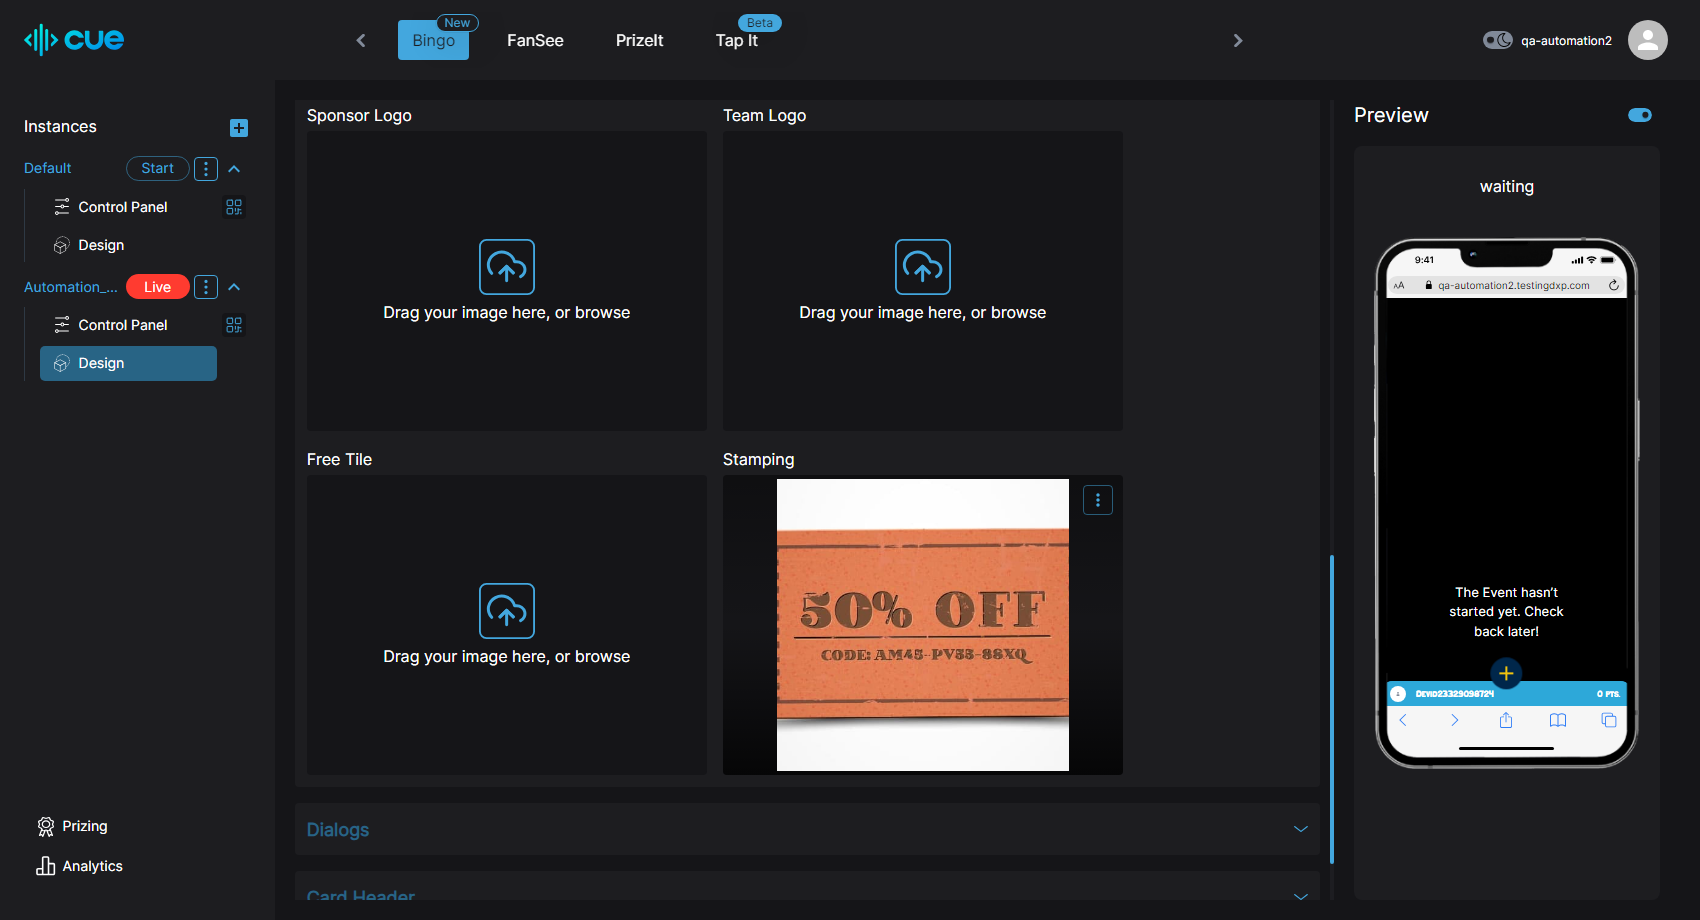 cue
Bingo
New
FanSee
PrizeIt
Tap It
Beta
qa-automation2
Instances
Default
Start
Control Panel
Design
Automation_...
Live
Control Panel
Design
Prizing
Analytics
Sponsor Logo
Drag your image here, or browse
Team Logo
Drag your image here, or browse
Free Tile
Drag your image here, or browse
Stamping
50% OFF
CODE: AM45-PV55-88XQ
Dialogs
Card Header
Preview
waiting
9:41
AA
qa-automation2.testingdxp.com
The Event hasn't
started yet. Check
back later!
DEVID23329098724
0 PTS.